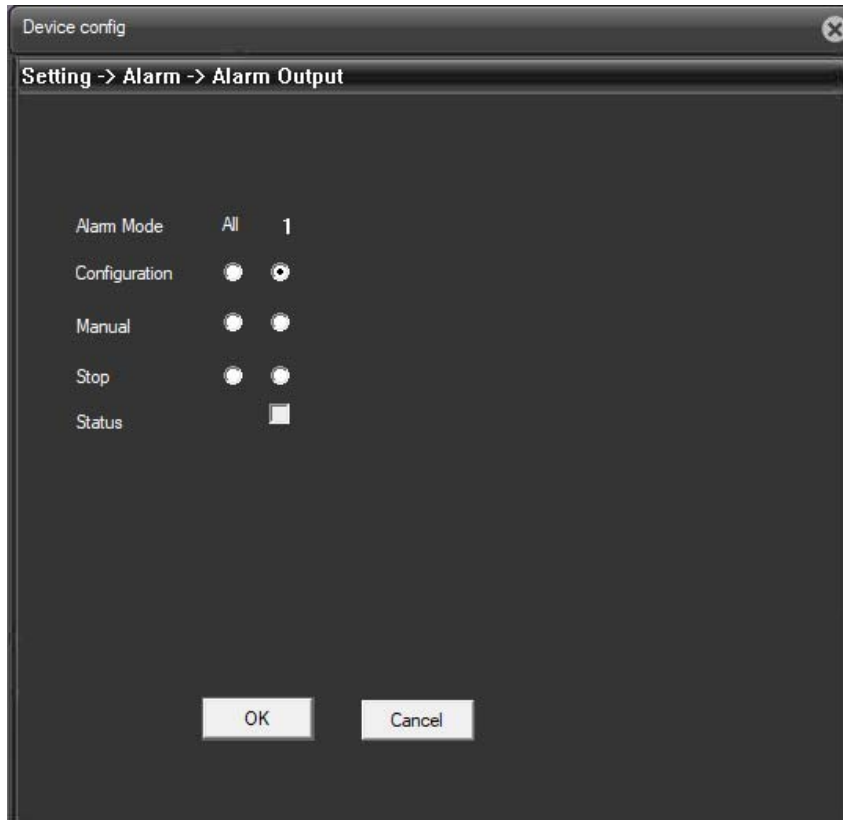 Device config
Setting -> Alarm -> Alarm Output
Alarm Mode All 1
Configuration
Manual
Stop
Status
OK Cancel